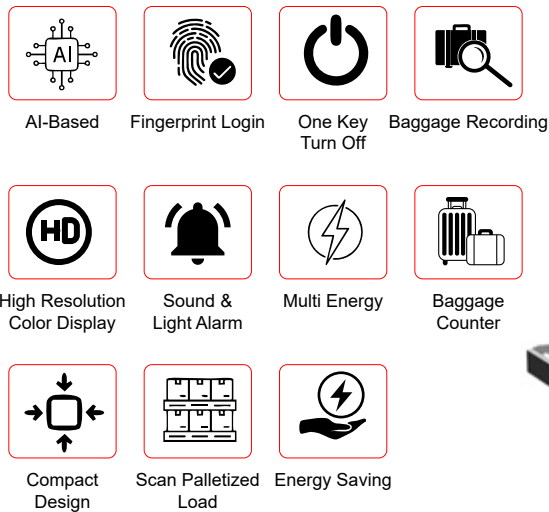 AI
AI-Based
Fingerprint Login
One Key
Turn Off
Baggage Recording
HD
High Resolution
Color Display
Sound &
Light Alarm
Multi Energy
Baggage
Counter
Compact
Design
Scan Palletized
Load
Energy Saving